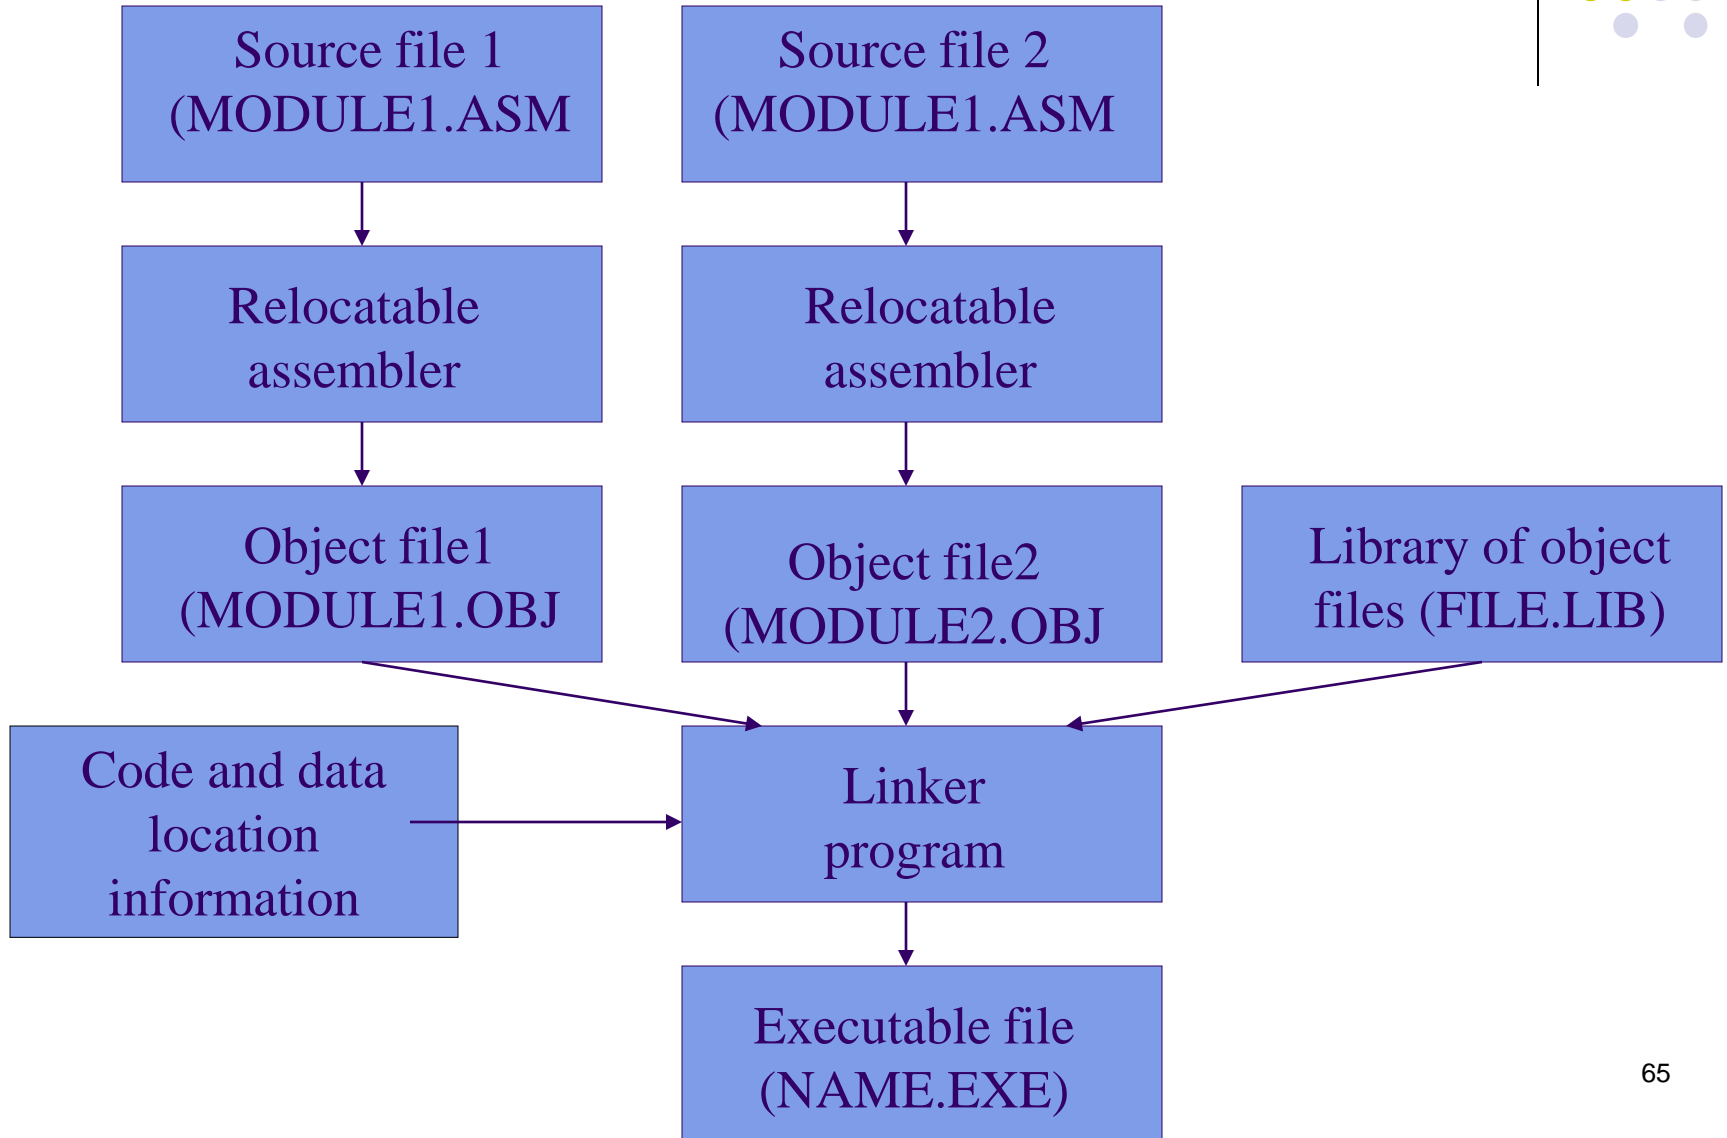 Source file 1
(MODULE1.ASM
Source file 2
(MODULE1.ASM
Relocatable
assembler
Relocatable
assembler
Object file1
(MODULE1.OBJ
Object file2
(MODULE2.OBJ
Library of object
files (FILE.LIB)
Code and data
location
information
Linker
program
Executable file
(NAME.EXE)
65